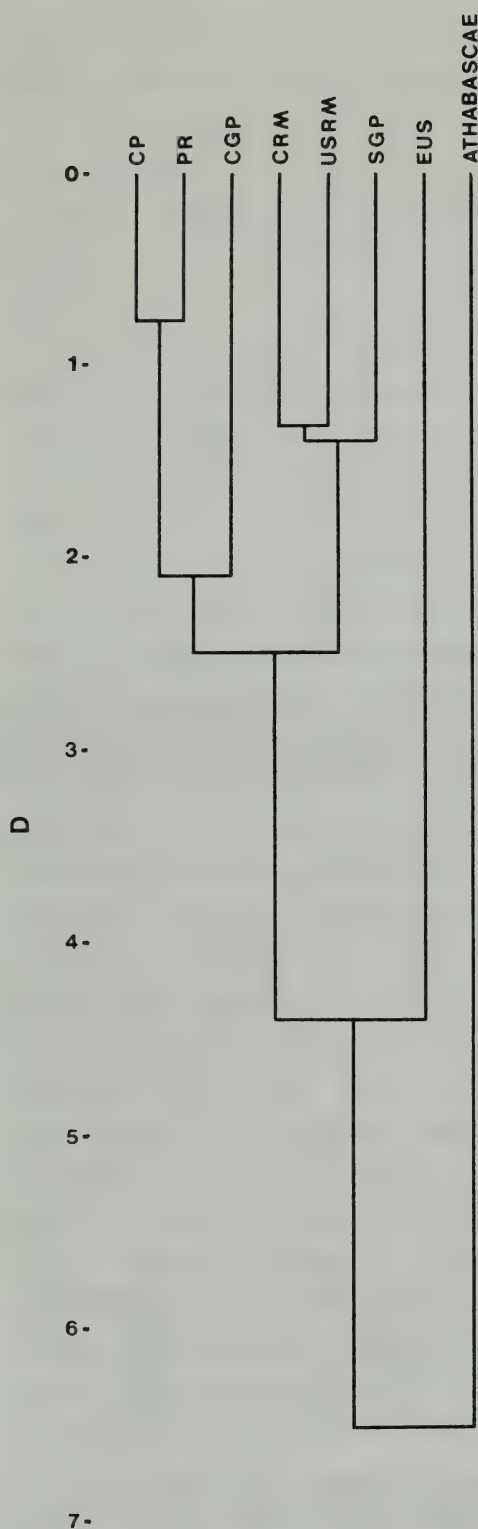 CP
PR
CGP
CRM
USRM
SGP
EUS
ATHABASCAE
0-
1-
2-
3-
D
4-
5-
6-
7-